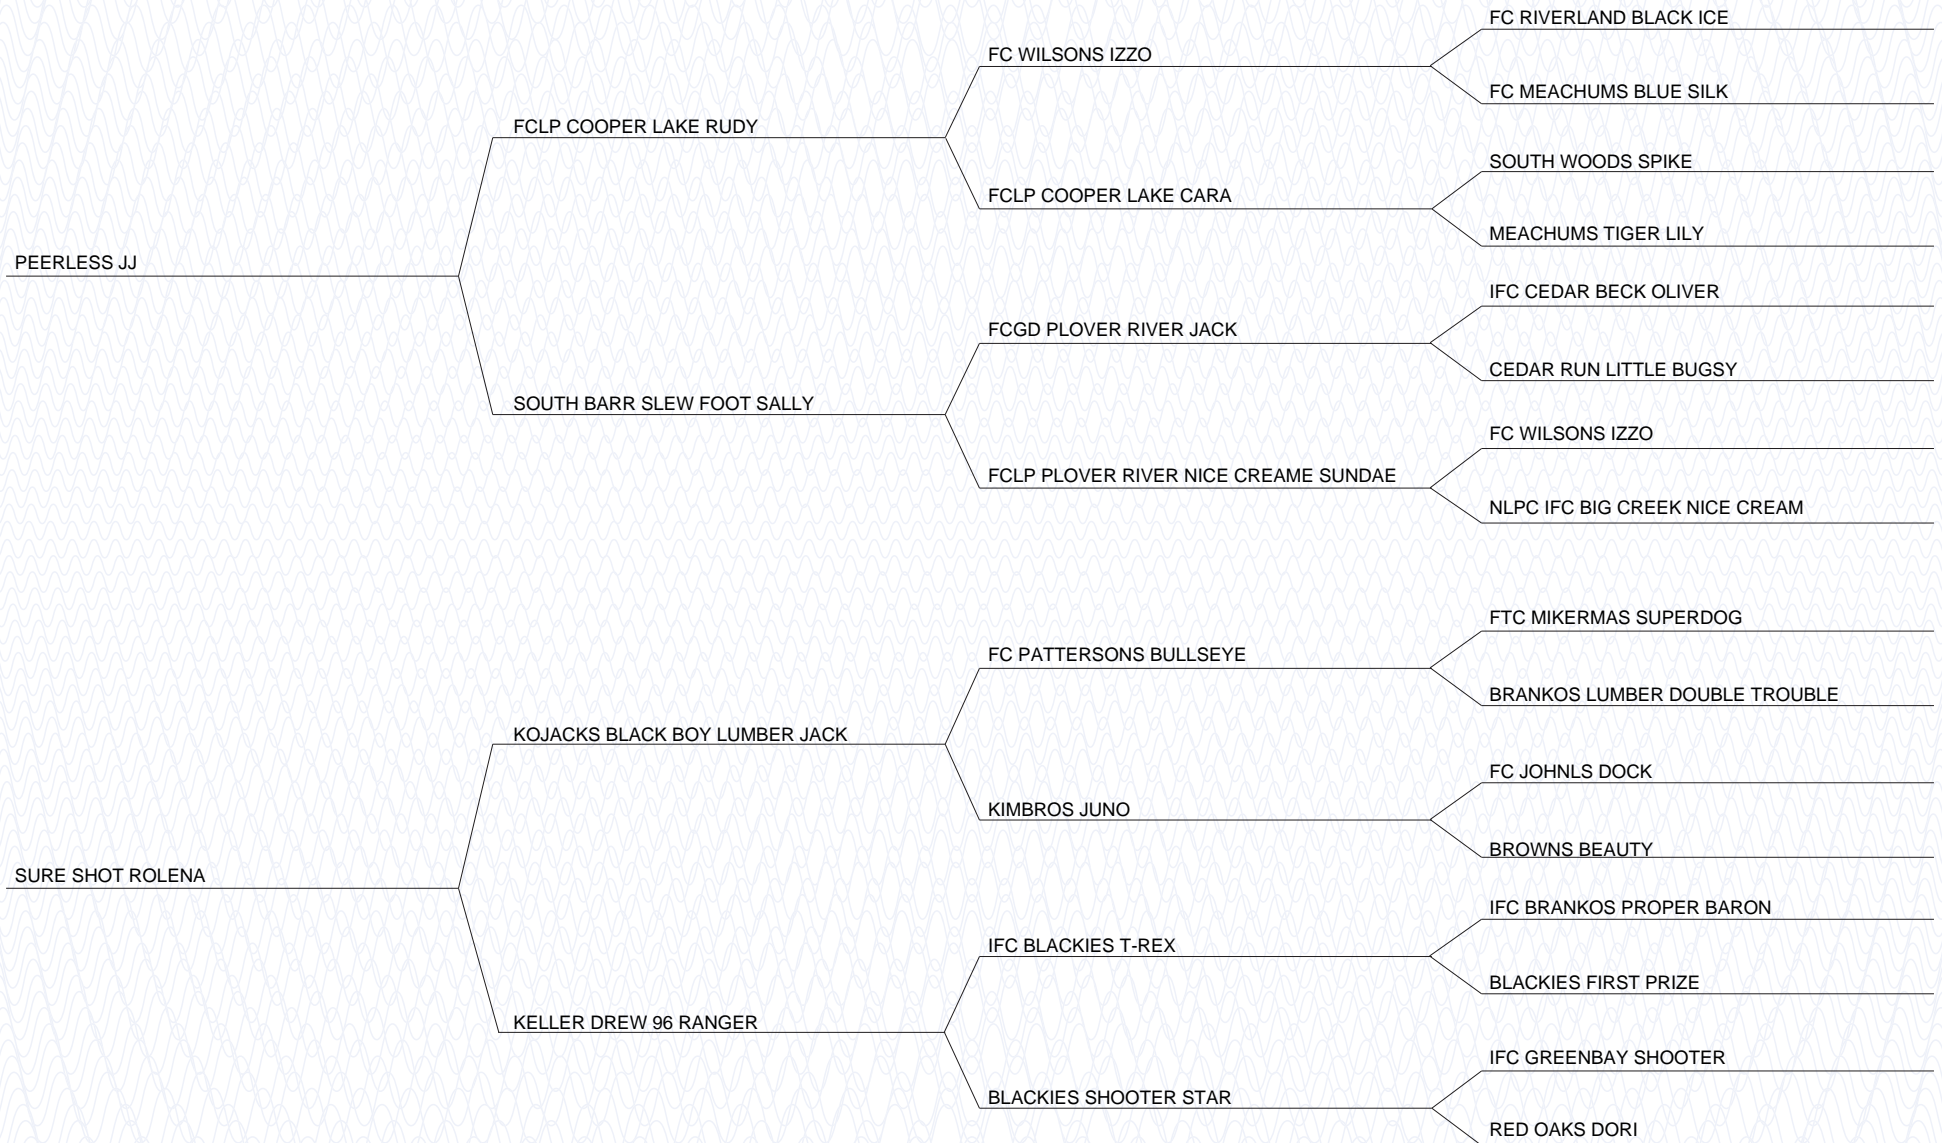 FC RIVERLAND BLACK ICE
FC WILSONS IZZO
FC MEACHUMS BLUE SILK
FCLP COOPER LAKE RUDY
SOUTH WOODS SPIKE
FCLP COOPER LAKE CARA
MEACHUMS TIGER LILY
PEERLESS JJ
IFC CEDAR BECK OLIVER
FCGD PLOVER RIVER JACK
CEDAR RUN LITTLE BUGSY
SOUTH BARR SLEW FOOT SALLY
FC WILSONS IZZO
FCLP PLOVER RIVER NICE CREAME SUNDAE
NLPC IFC BIG CREEK NICE CREAM
FTC MIKERMAS SUPERDOG
FC PATTERSONS BULLSEYE
BRANKOS LUMBER DOUBLE TROUBLE
KOJACKS BLACK BOY LUMBER JACK
FC JOHNLS DOCK
KIMBROS JUNO
BROWNS BEAUTY
SURE SHOT ROLENA
IFC BRANKOS PROPER BARON
IFC BLACKIES T-REX
BLACKIES FIRST PRIZE
KELLER DREW 96 RANGER
IFC GREENBAY SHOOTER
BLACKIES SHOOTER STAR
RED OAKS DORI